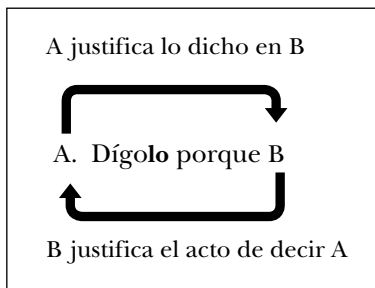 A justifica lo dicho en B
A. Dígolo porque B
B justifica el acto de decir A